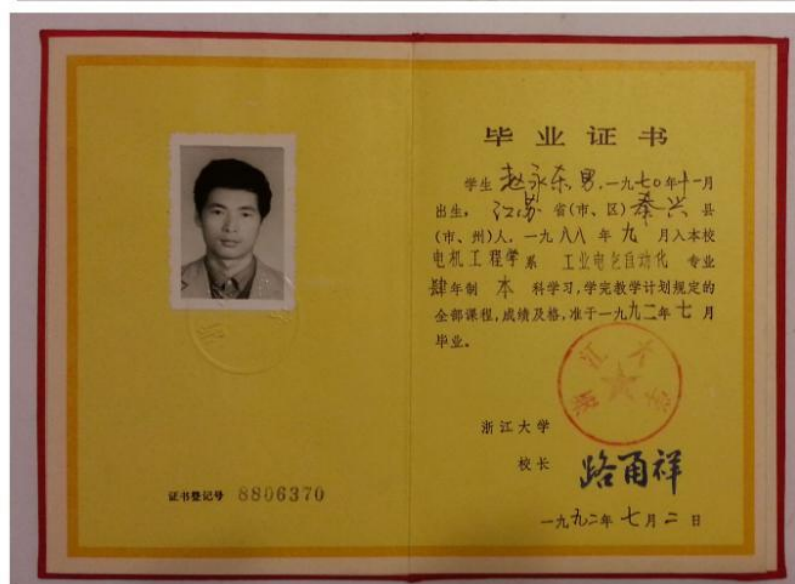 毕业证书
学生 赵永东 男,一九七〇年十一月
出生, 江苏 省(市、区) 泰兴 县
(市、州)人,一九八八年九月入本校
电机工程学系 工业电气自动化 专业
肆年制 本 科学习,学完教学计划规定的
全部课程,成绩及格,准于一九九二年七月
毕业。
浙江大学
浙江大学
校长 路甬祥
证书登记号 8806370
一九九二年七月二日